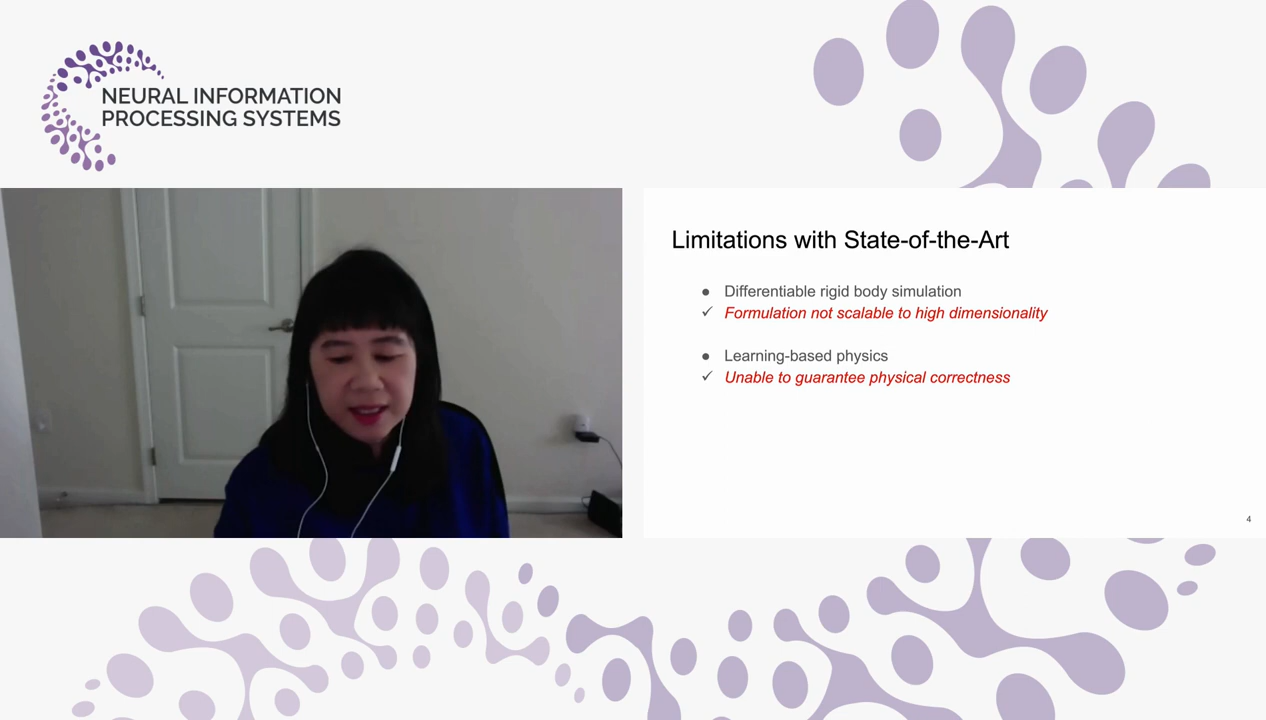 NEURAL INFORMATION
PROCESSING SYSTEMS
Limitations with State-of-the-Art
● Differentiable rigid body simulation
✓ Formulation not scalable to high dimensionality
● Learning-based physics
✓ Unable to guarantee physical correctness
4